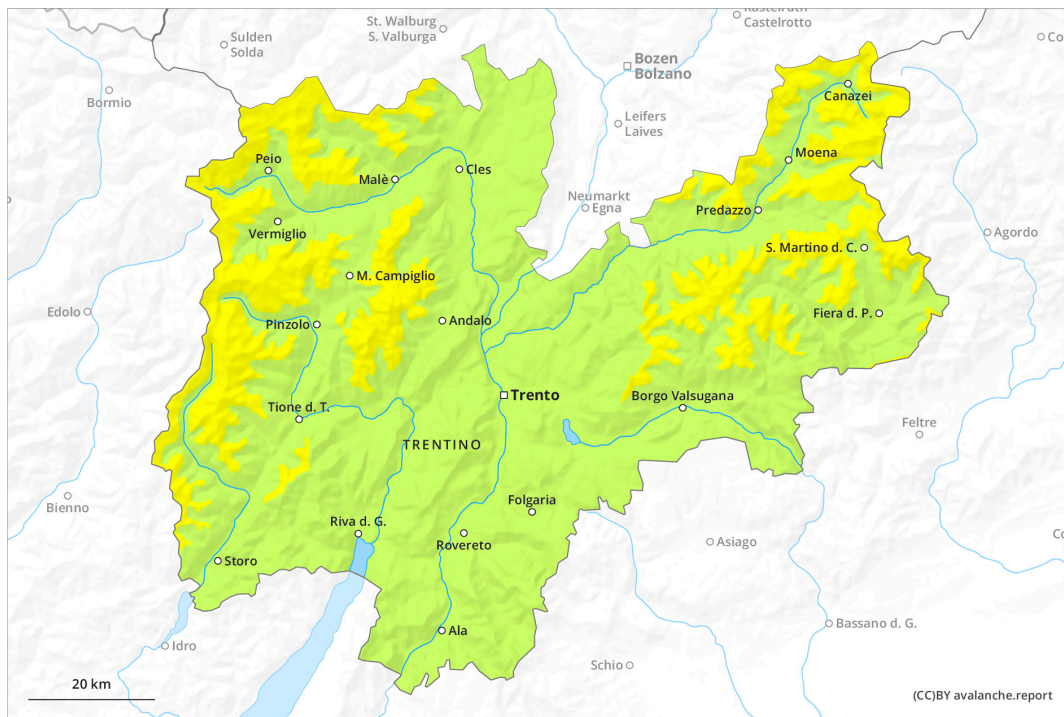 Kastelruth
Castelrotto
St. Walburg
S. Valburga
Sulden
Solda
Co
Bozen
Bolzano
Bormio
Canazei
Leifers
Laives
Moena
Peio
Malè
Cles
Neumarkt
Egna
Predazzo
Vermiglio
Agordo
S. Martino d. C.
M. Campiglio
Edolo
Pinzolo
Andalo
Fiera d. P.
Trento
Borgo Valsugana
Tione d. T.
Feltre
TRENTINO
Bienno
Folgaria
Riva d. G.
Rovereto
Asiago
Co
Storo
Bassano d. G.
Ala
Idro
Schio
20 km
(CC)BY avalanche.report